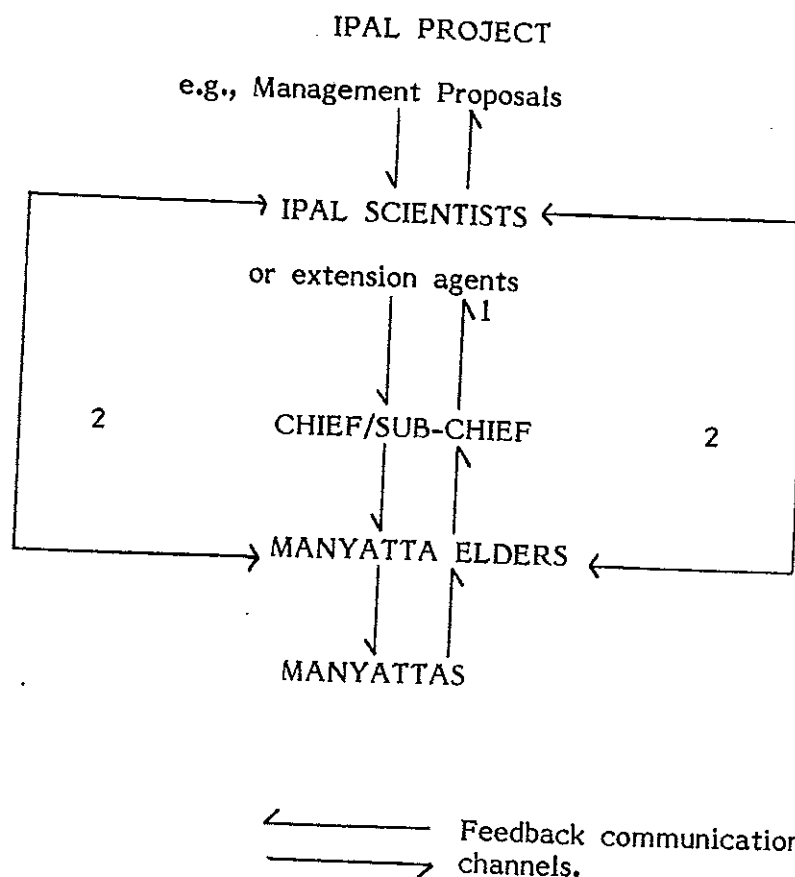 IPAL PROJECT
e.g., Management Proposals
IPAL SCIENTISTS
or extension agents
1
2
CHIEF/SUB-CHIEF
2
MANYATTA ELDERS
MANYATTAS
Feedback communication
channels.